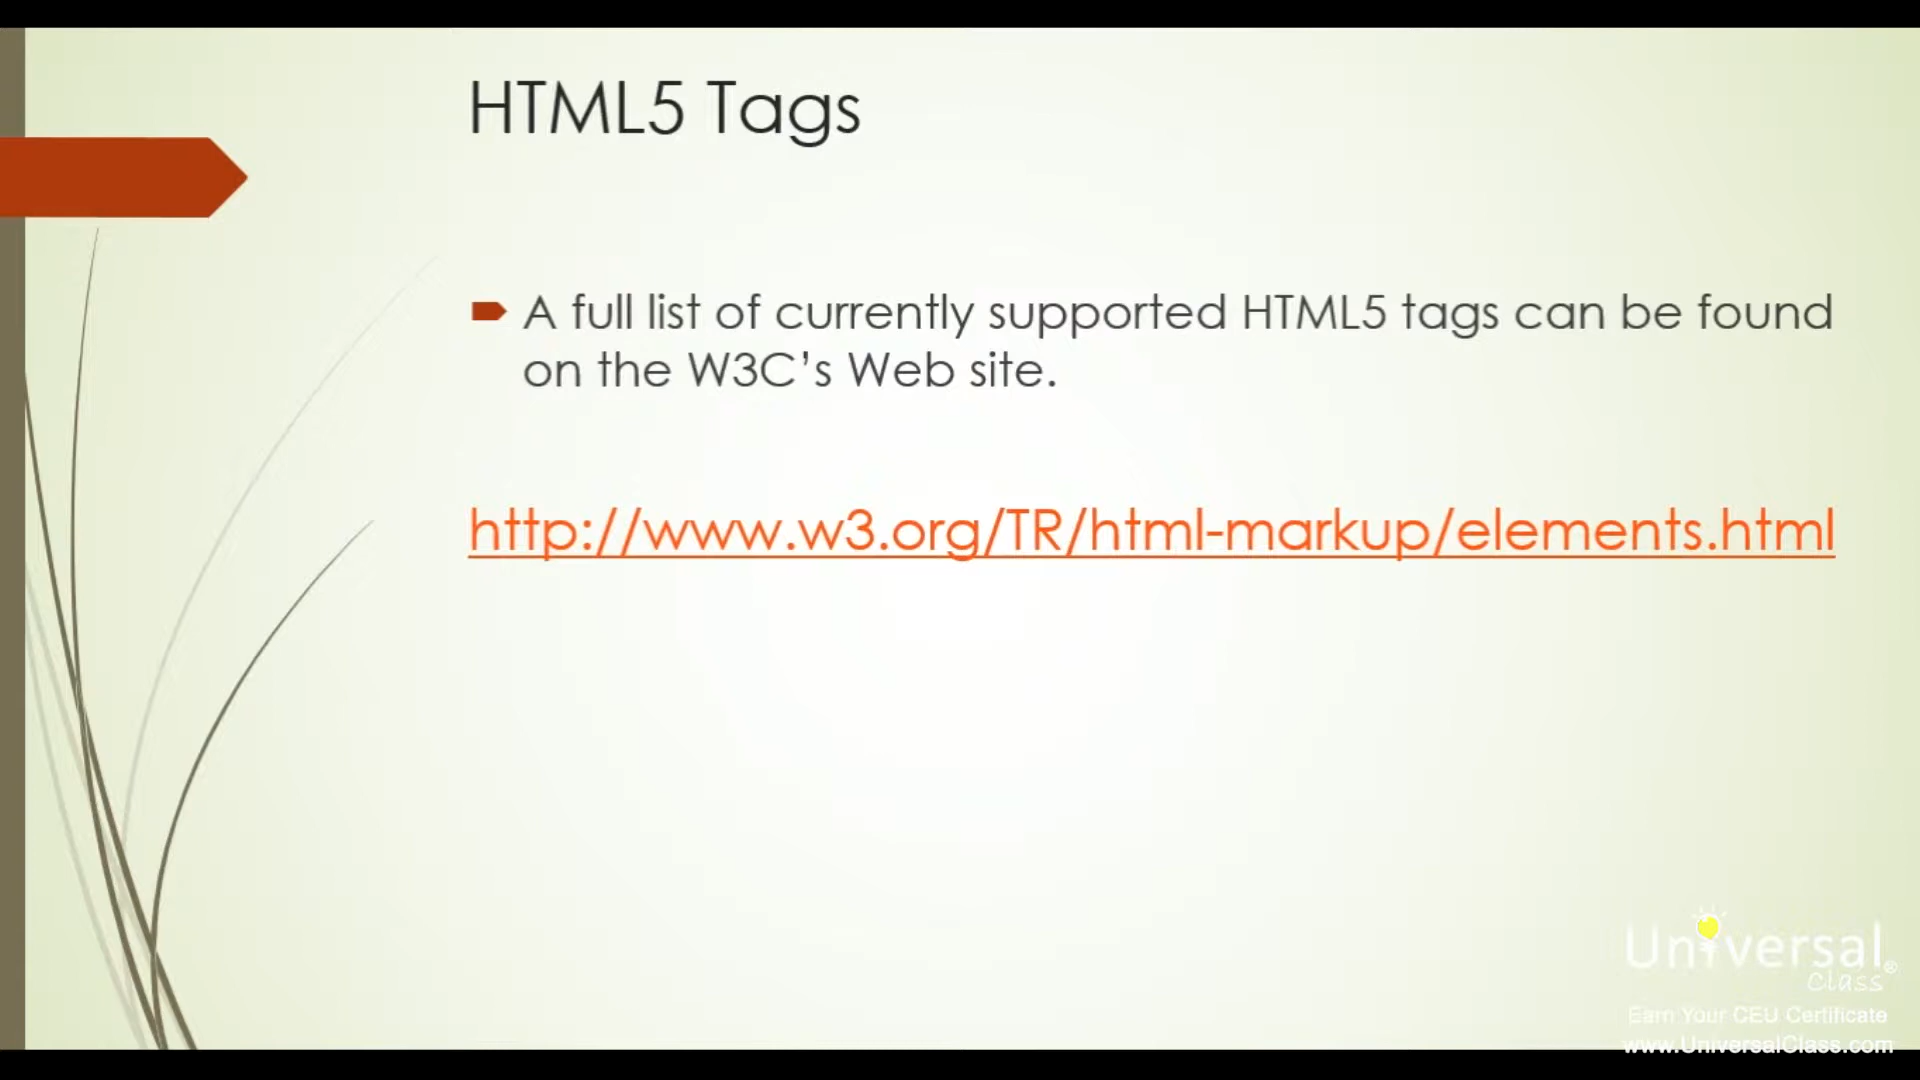 HTML5 Tags
A full list of currently supported HTML5 tags can be found
on the W3C’s Web site.
http://www.w3.org/TR/html-markup/elements.html
Universal®
Class
Earn Your CEU Certificate
www.UniversalClass.com